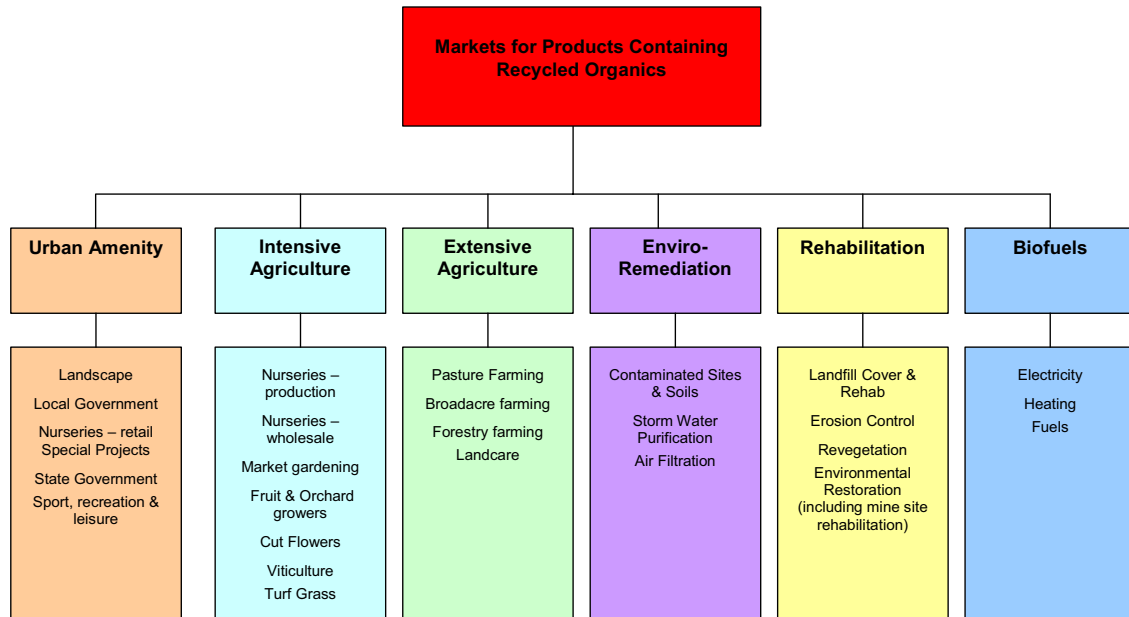 Markets for Products Containing
Recycled Organics
Urban Amenity
Intensive
Agriculture
Extensive
Agriculture
Enviro-
Remediation
Rehabilitation
Biofuels
Landscape
Local Government
Nurseries – retail
Special Projects
State Government
Sport, recreation &
leisure
Nurseries –
production
Nurseries –
wholesale
Market gardening
Fruit & Orchard
growers
Cut Flowers
Viticulture
Turf Grass
Pasture Farming
Broadacre farming
Forestry farming
Landcare
Contaminated Sites
& Soils
Storm Water
Purification
Air Filtration
Landfill Cover &
Rehab
Erosion Control
Revegetation
Environmental
Restoration
(including mine site
rehabilitation)
Electricity
Heating
Fuels